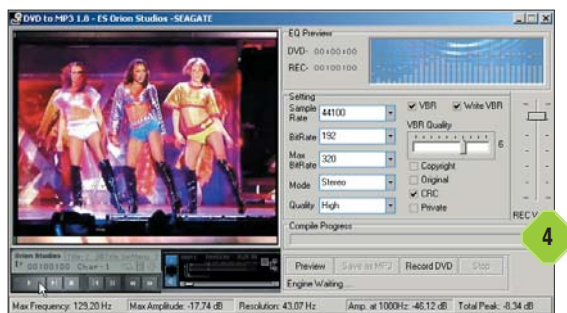 DVD to MP3 1.0 - ES Orion Studios -SEAGATE
EQ Preview
DVD- 00:00:00
REC- 00:00:00
Setting
Sample Rate 44100
BitRate 192
Max BitRate 320
Mode Stereo
Quality High
VBR
Write VBR
VBR Quality
6
Copyright
Original
CRC
Private
REC V
Compile Progress
4
Orion Studios
00:00:00 Char-1
Preview
Save as MP3
Record DVD
Stop
Engine Waiting....
Max Frequency: 129,20 Hz
Max Amplitude: -17,74 dB
Resolution: 43.07 Hz
Amp. at 1000Hz: -46,12 dB
Total Peak: -8,34 dB